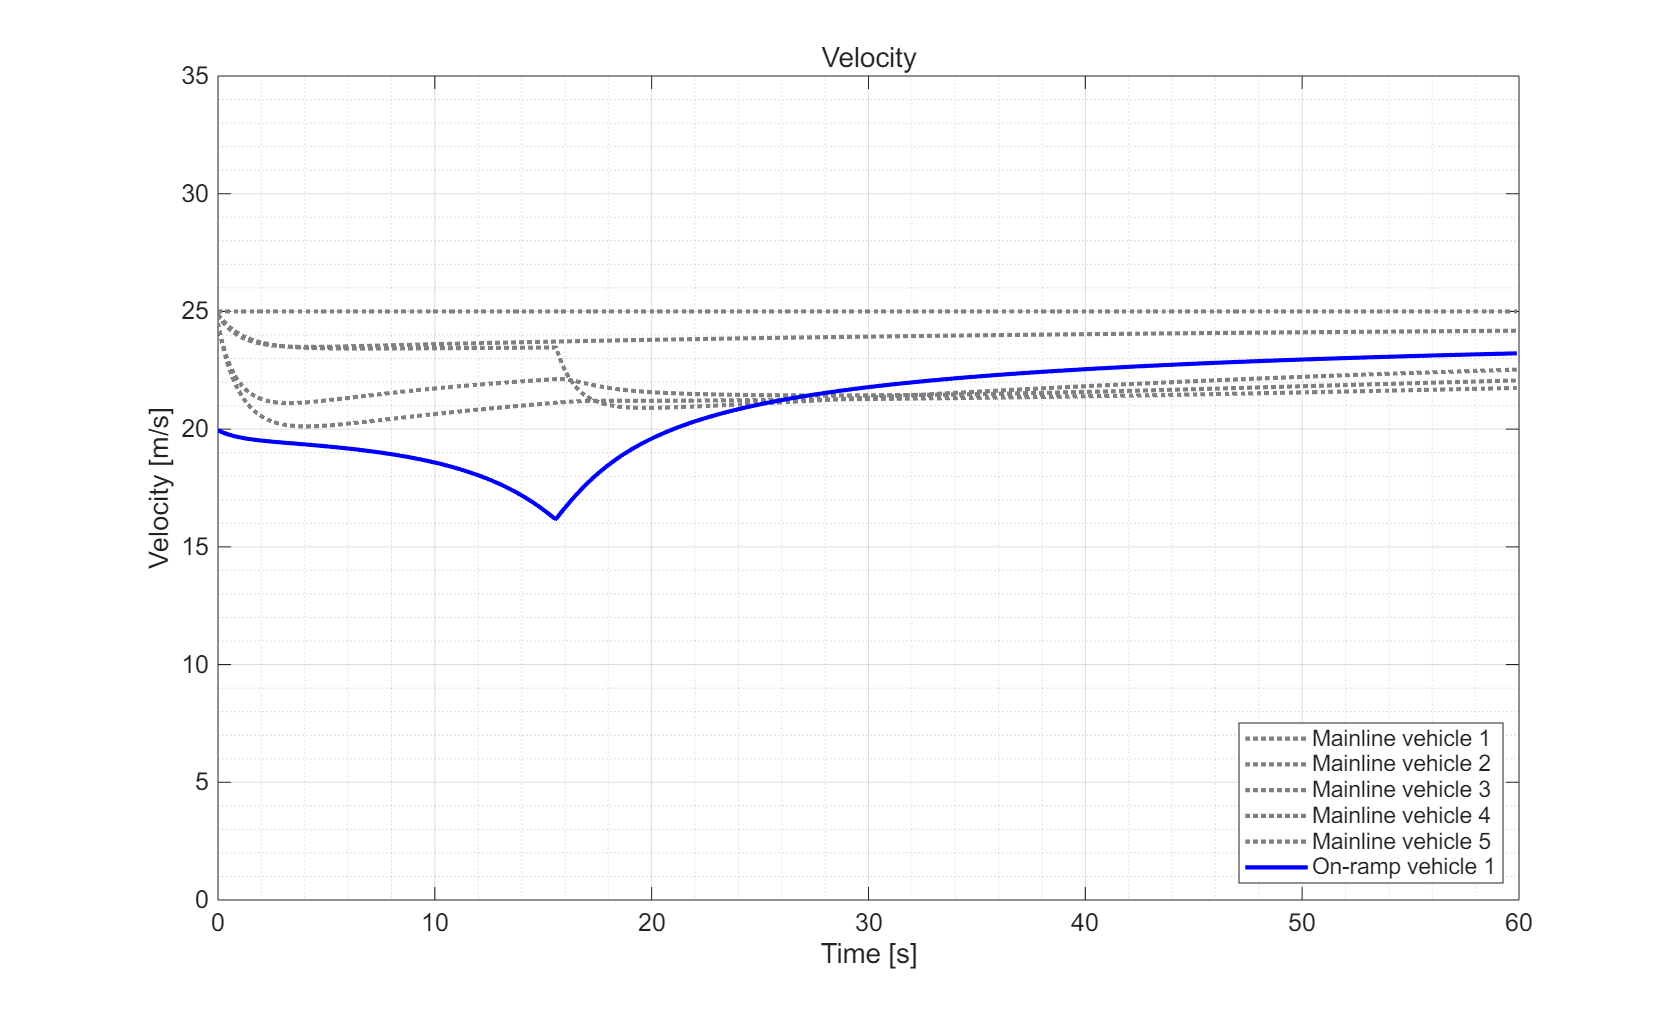 Velocity
35
30
25
20
15
10
5
0
Velocity [m/s]
0 10 20 30 40 50 60
Time [s]
Mainline vehicle 1
Mainline vehicle 2
Mainline vehicle 3
Mainline vehicle 4
Mainline vehicle 5
On-ramp vehicle 1